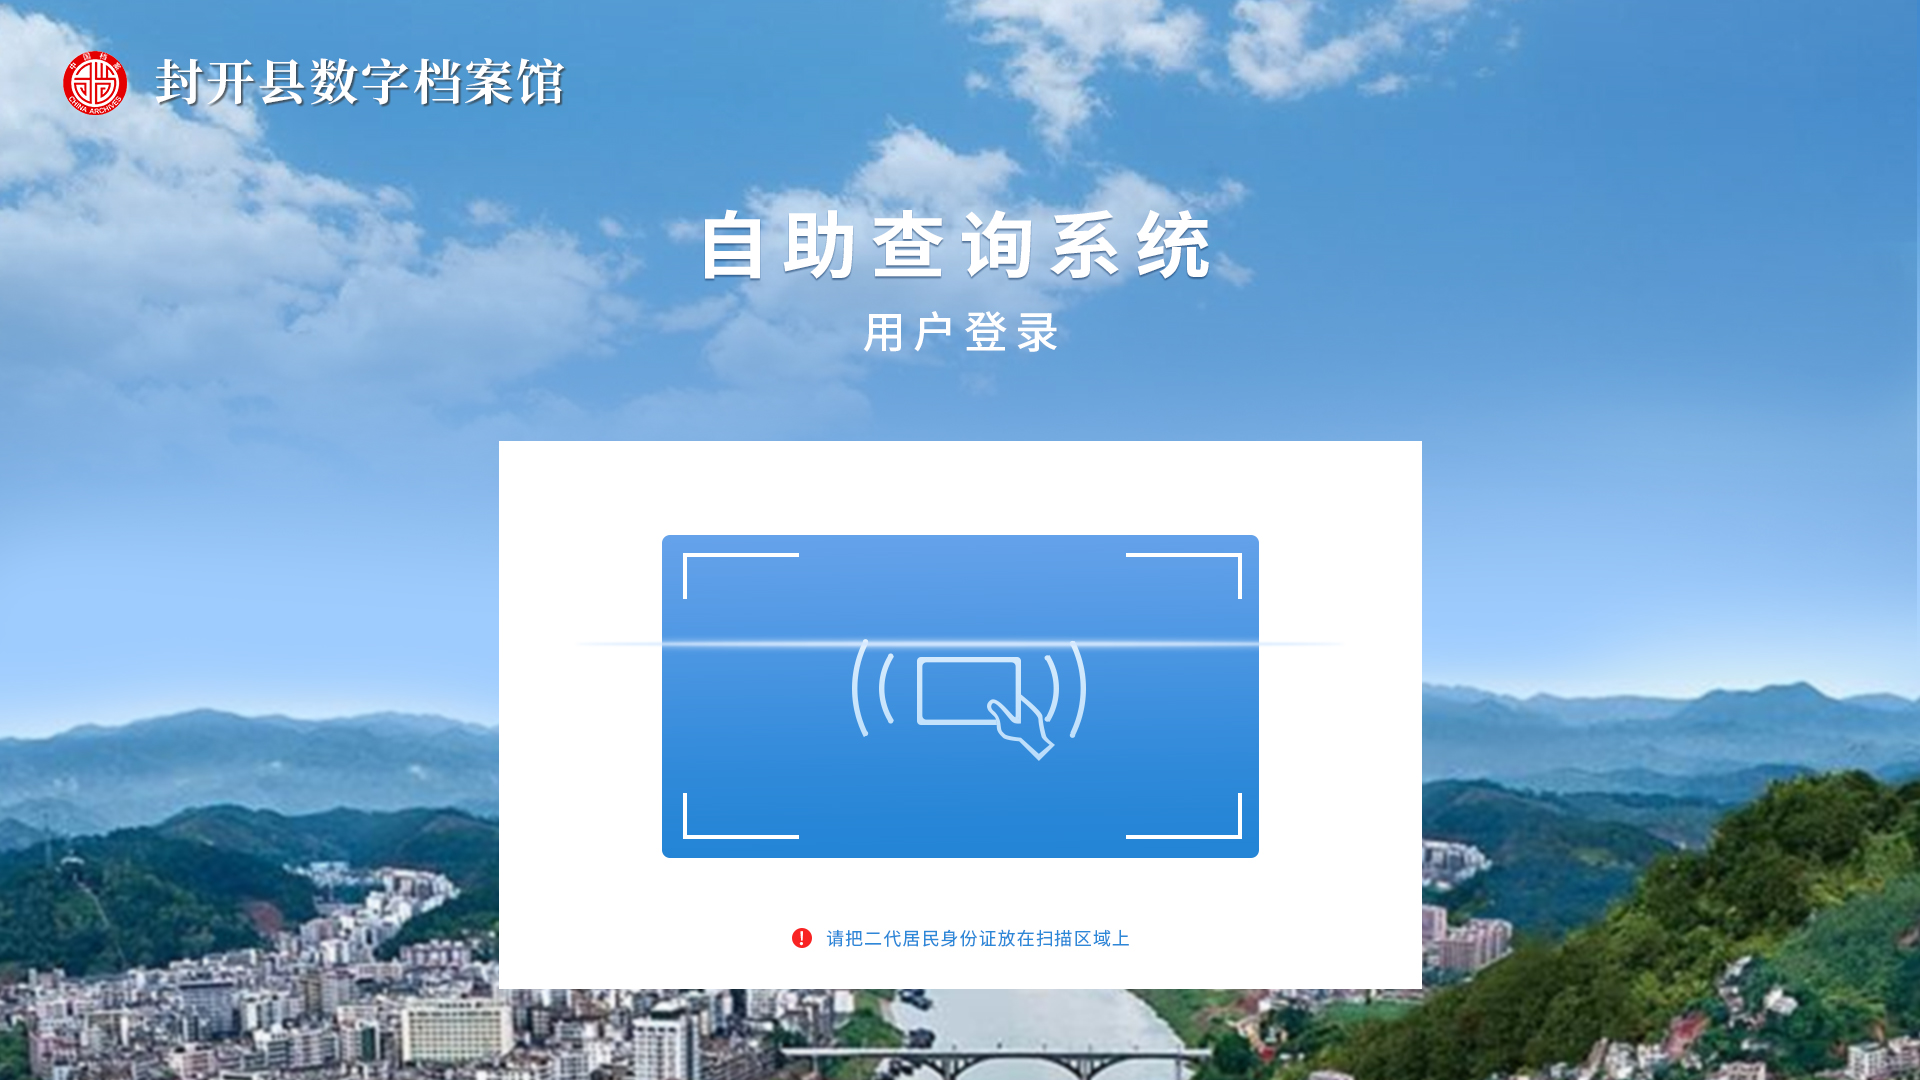 中国档案
CHINA ARCHIVES
封开县数字档案馆
自助查询系统
用户登录
请把二代居民身份证放在扫描区域上